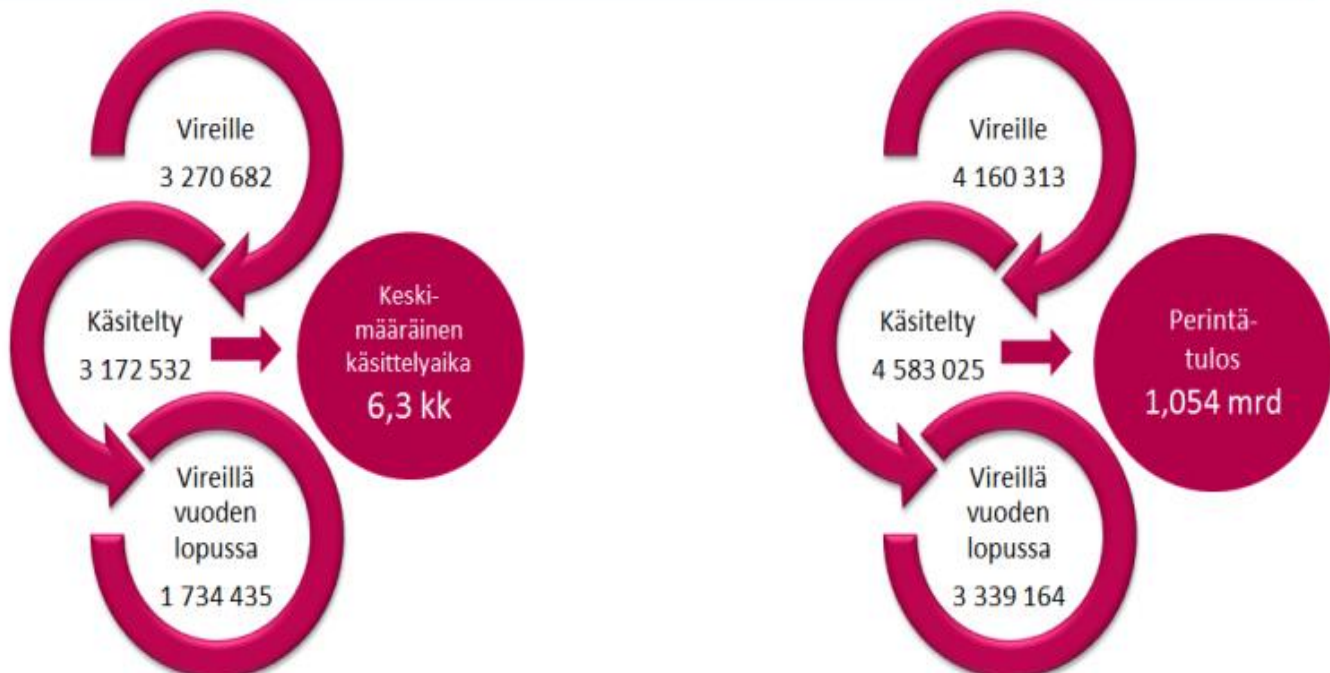 Vireille
3 270 682
Käsitelty
3 172 532
Keski-
määräinen
käsittelyaika
6,3 kk
Vireillä
vuoden
lopussa
1 734 435
Vireille
4 160 313
Käsitelty
4 583 025
Perintä-
tulos
1,054 mrd
Vireillä
vuoden
lopussa
3 339 164